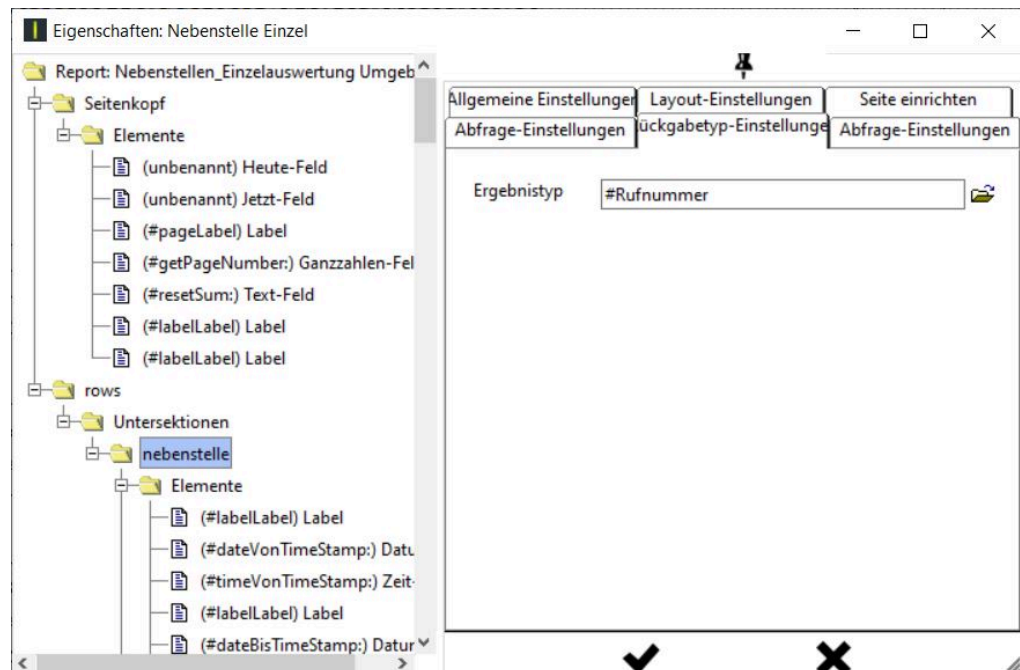 Eigenschaften: Nebenstelle Einzel
Report: Nebenstellen_Einzelauswertung Umgeb
Seitenkopf
Elemente
(unbenannt) Heute-Feld
(unbenannt) Jetzt-Feld
(#pageLabel) Label
(#getPageNumber:) Ganzzahlen-Fel
(#resetSum:) Text-Feld
(#labelLabel) Label
(#labelLabel) Label
rows
Untersektionen
nebenstelle
Elemente
(#labelLabel) Label
(#dateVonTimeStamp:) Datu
(#timeVonTimeStamp:) Zeit-
(#labelLabel) Label
(#dateBisTimeStamp:) Datur
Allgemeine Einstellunger Layout-Einstellungen Seite einrichten
Abfrage-Einstellungen ückgabetyp-Einstellunge Abfrage-Einstellungen
Ergebnistyp #Rufnummer